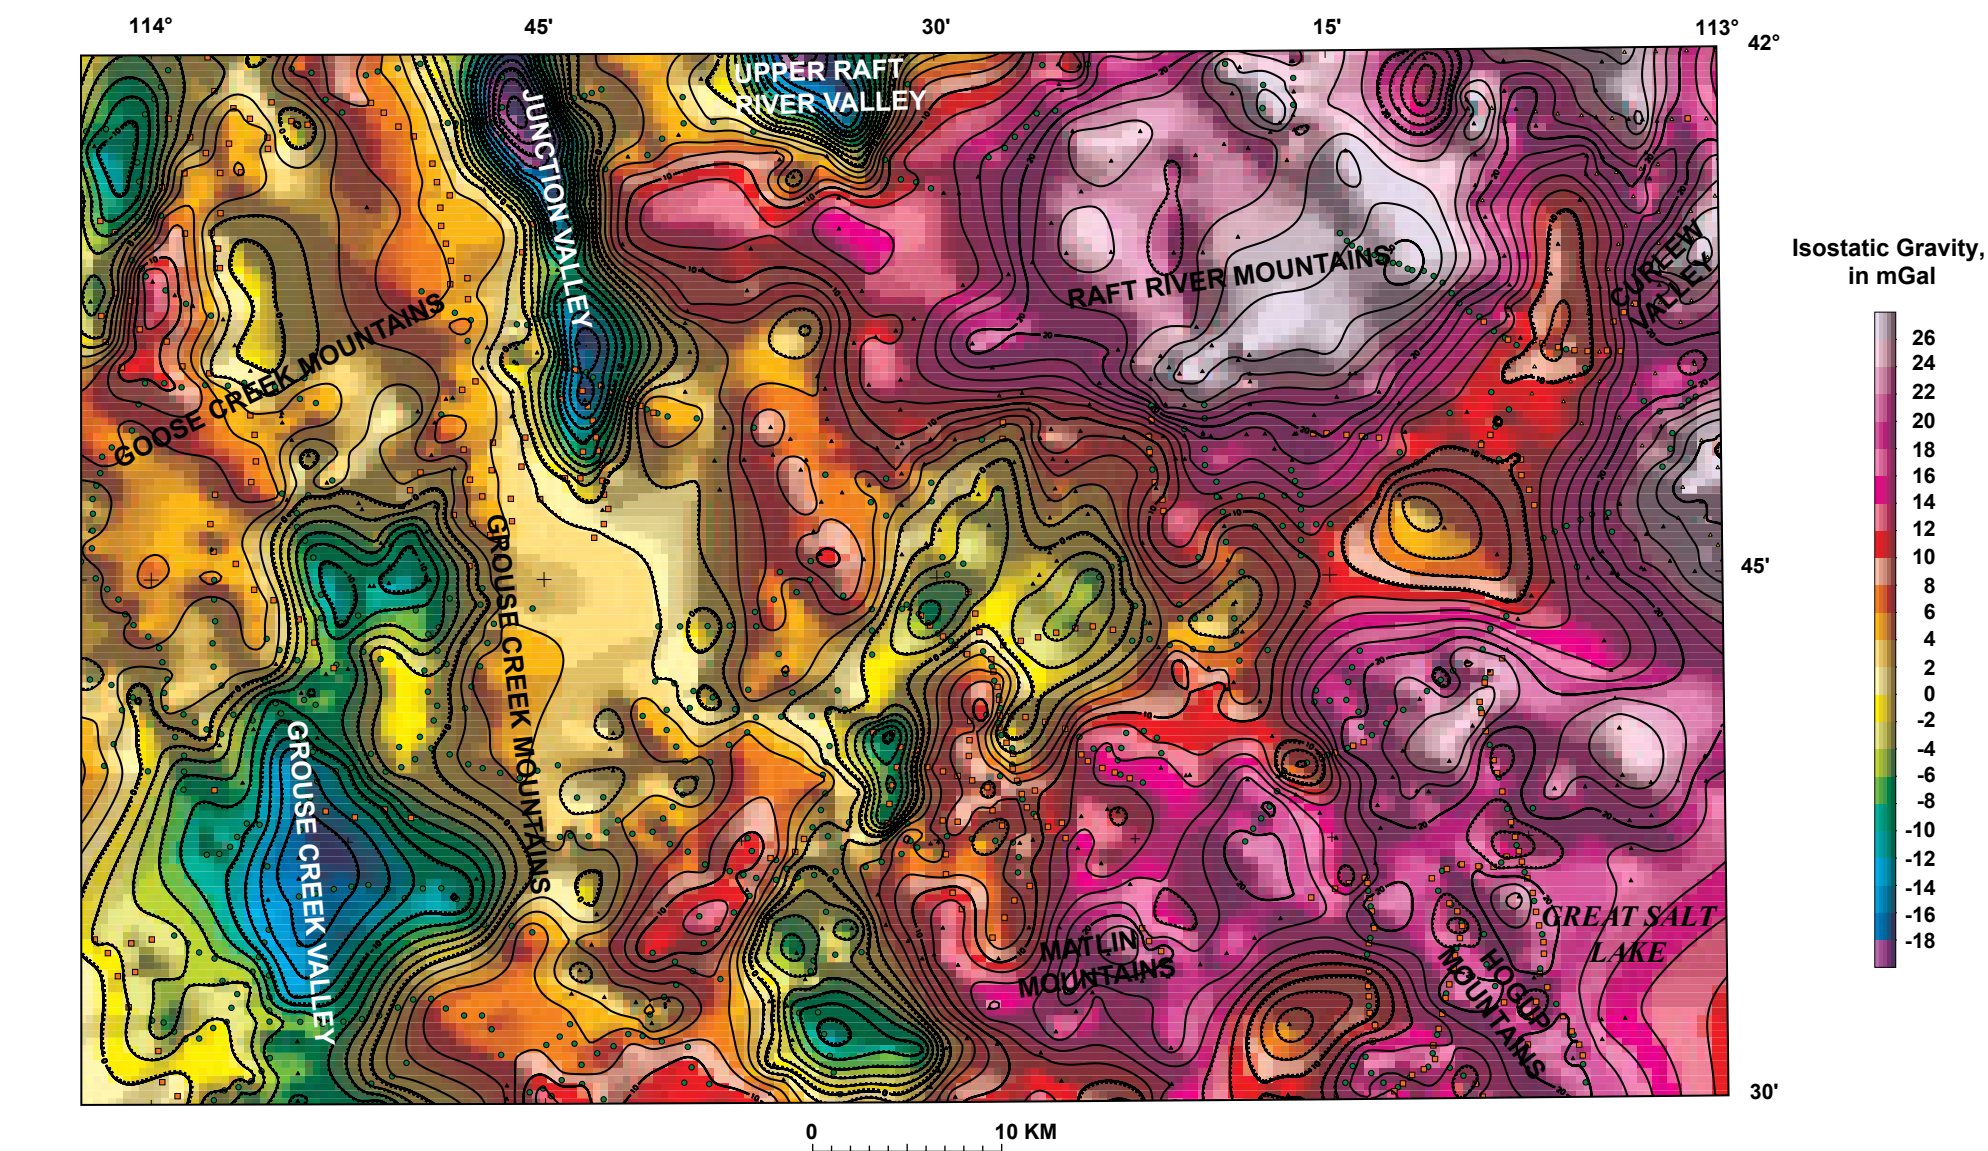 114° 45' 30' 15' 113°
42°
UPPER RAFT
RIVER VALLEY
JUNCTION VALLEY
RAFT RIVER MOUNTAINS
CURLEW
VALLEY
GOOSE CREEK MOUNTAINS
GROUSE CREEK MOUNTAINS
45'
GROUSE CREEK VALLEY
MATLIN
MOUNTAINS
HOGUP
MOUNTAINS
GREAT SALT
LAKE
30'
0 10 KM
Isostatic Gravity,
in mGal
26
24
22
20
18
16
14
12
10
8
6
4
2
0
-2
-4
-6
-8
-10
-12
-14
-16
-18